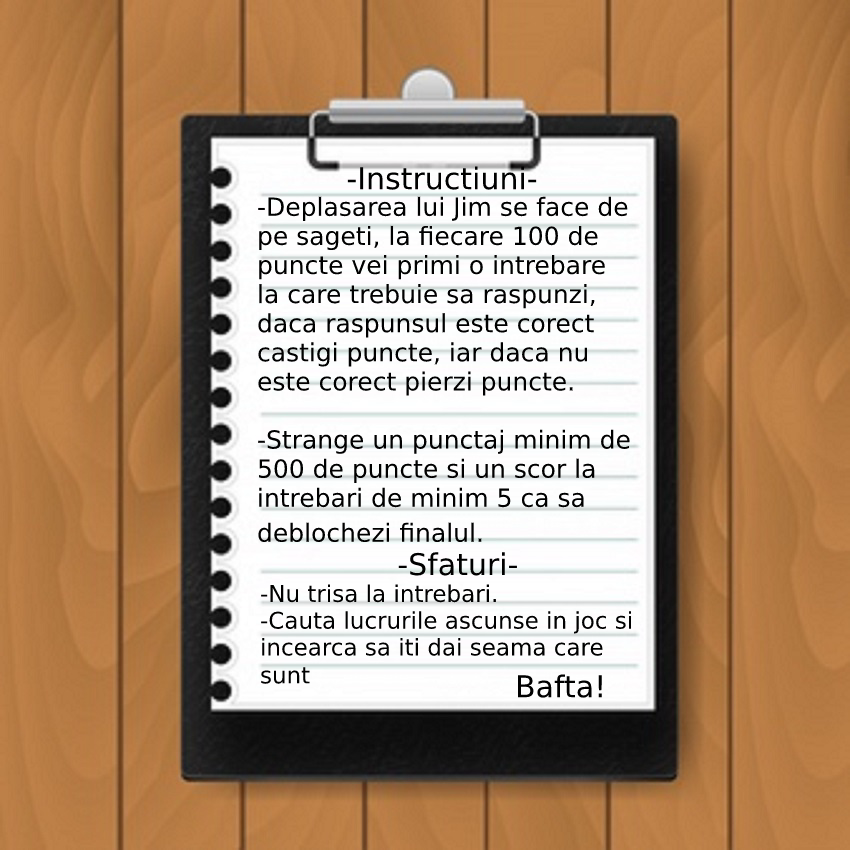 -Instructiuni-
-Deplasarea lui Jim se face de
pe sageti, la fiecare 100 de
puncte vei primi o intrebare
la care trebuie sa raspunzi,
daca raspunsul este corect
castigi puncte, iar daca nu
este corect pierzi puncte.
-Strange un punctaj minim de
500 de puncte si un scor la
intrebari de minim 5 ca sa
deblochezi finalul.
-Sfaturi-
-Nu trisa la intrebari.
-Cauta lucrurile ascunse in joc si
incearca sa iti dai seama care
sunt
Bafta!